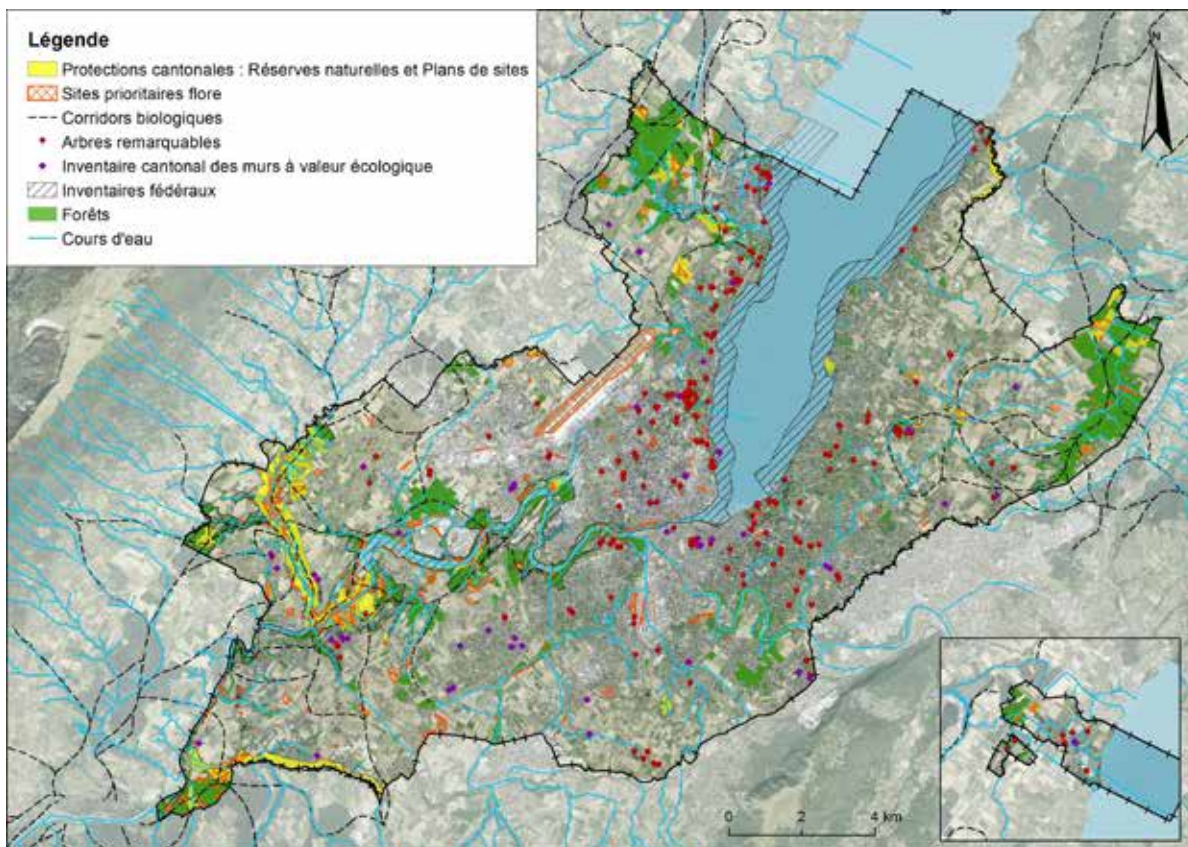 Légende
Protections cantonales : Réserves naturelles et Plans de sites
Sites prioritaires flore
Corridors biologiques
Arbres remarquables
Inventaire cantonal des murs à valeur écologique
Inventaires fédéraux
Forêts
Cours d'eau
N
0 2 4 km